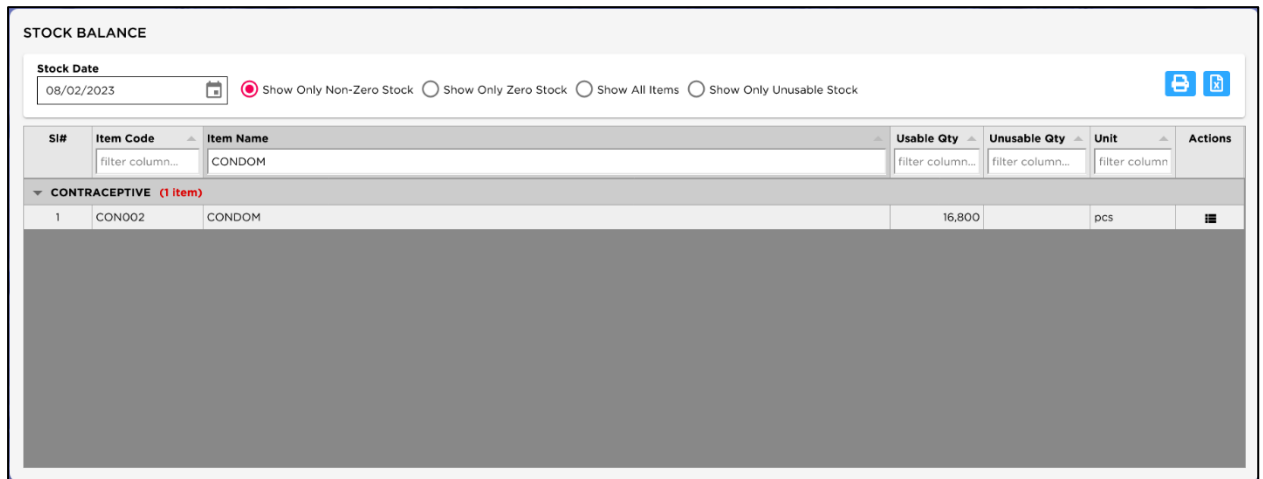 STOCK BALANCE
Stock Date
08/02/2023 Show Only Non-Zero Stock Show Only Zero Stock Show All Items Show Only Unusable Stock
Sl# Item Code Item Name Usable Qty Unusable Qty Unit Actions
filter column... CONDOM filter column... filter column... filter column
CONTRACEPTIVE (1 item)
1 CON002 CONDOM 16,800 pcs